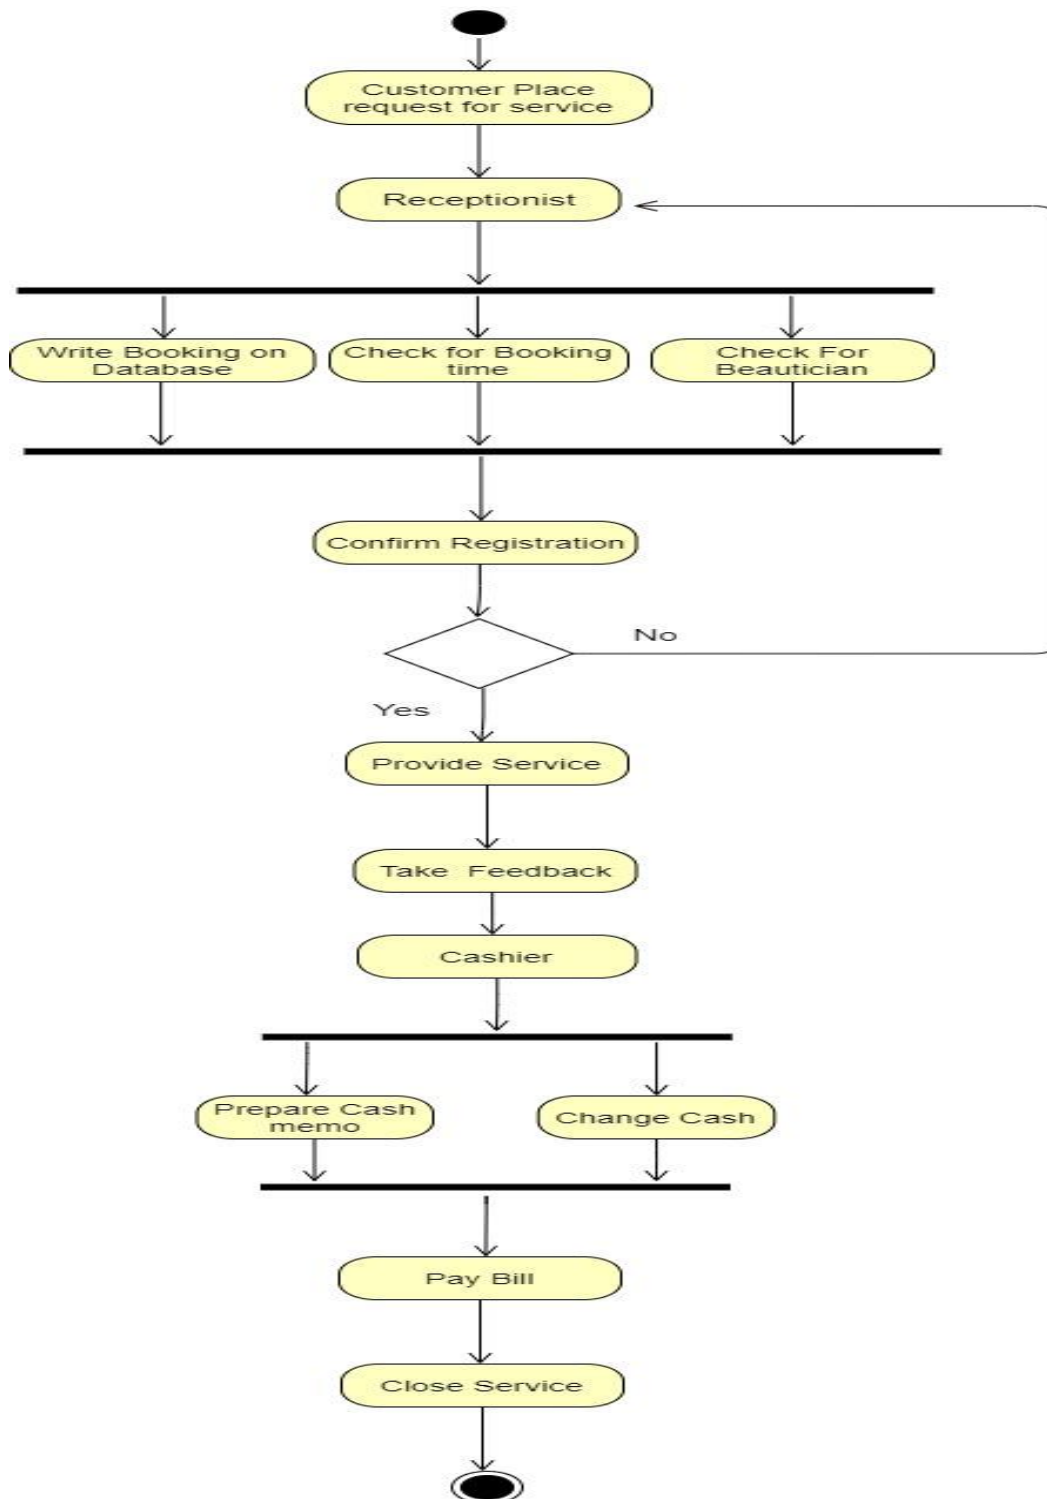 Customer Place
request for service
Receptionist
Write Booking on
Database
Check for Booking
time
Check For
Beautician
Confirm Registration
No
Yes
Provide Service
Take Feedback
Cashier
Prepare Cash
memo
Change Cash
Pay Bill
Close Service